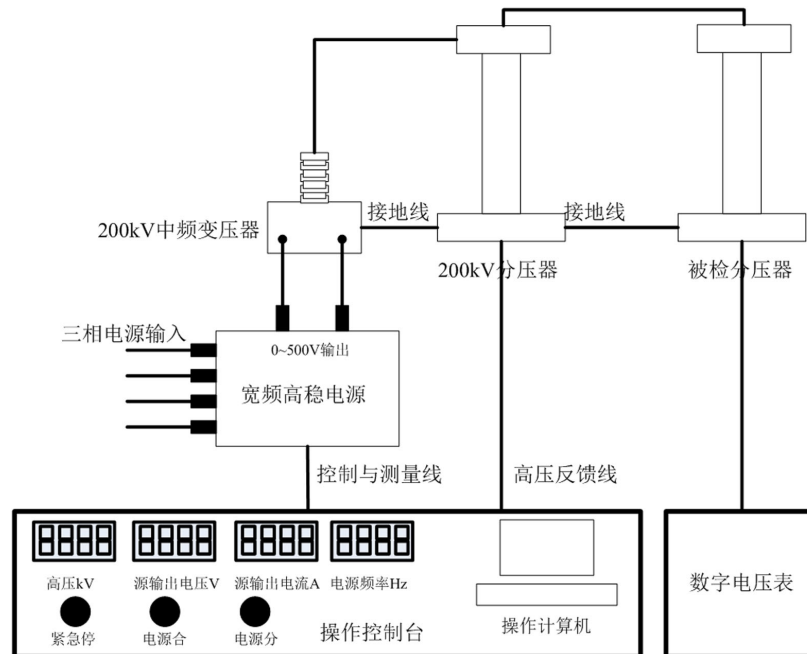 200kV中频变压器
接地线
接地线
200kV分压器
被检分压器
三相电源输入
0~500V输出
宽频高稳电源
控制与测量线
高压反馈线
8888
8888
8888
8888
高压kV
源输出电压V
源输出电流A
电源频率Hz
紧急停
电源合
电源分
操作控制台
操作计算机
数字电压表